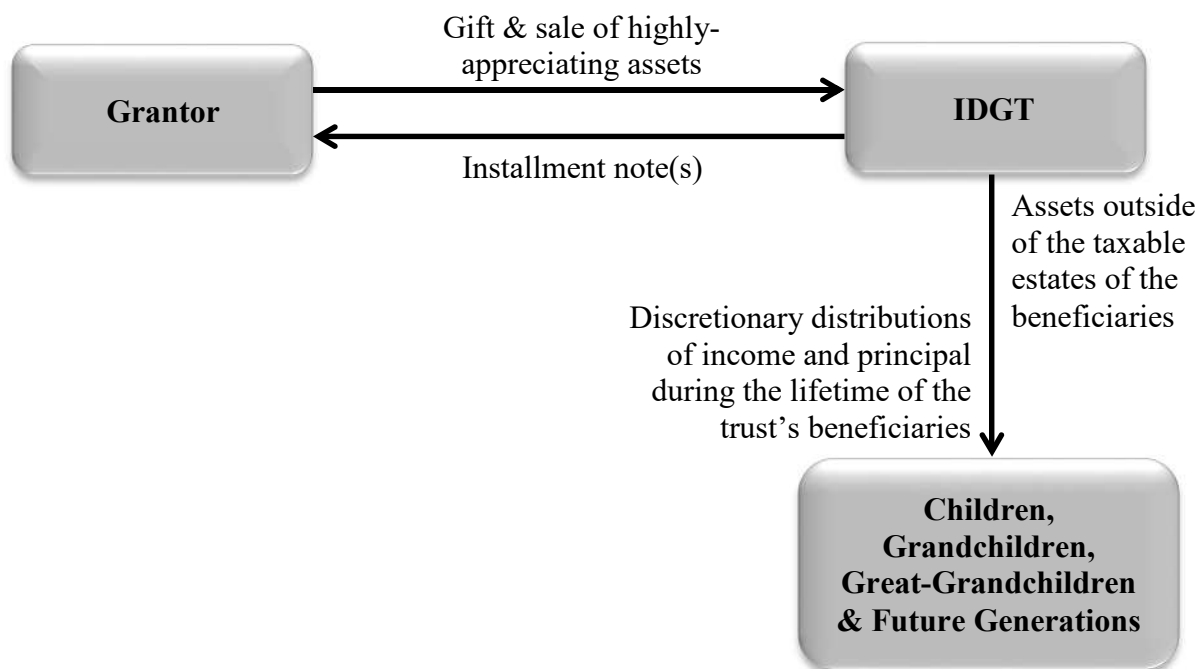 Gift & sale of highly-
appreciating assets
Grantor
IDGT
Installment note(s)
Assets outside
of the taxable
estates of the
beneficiaries
Discretionary distributions
of income and principal
during the lifetime of the
trust’s beneficiaries
Children,
Grandchildren,
Great-Grandchildren
& Future Generations